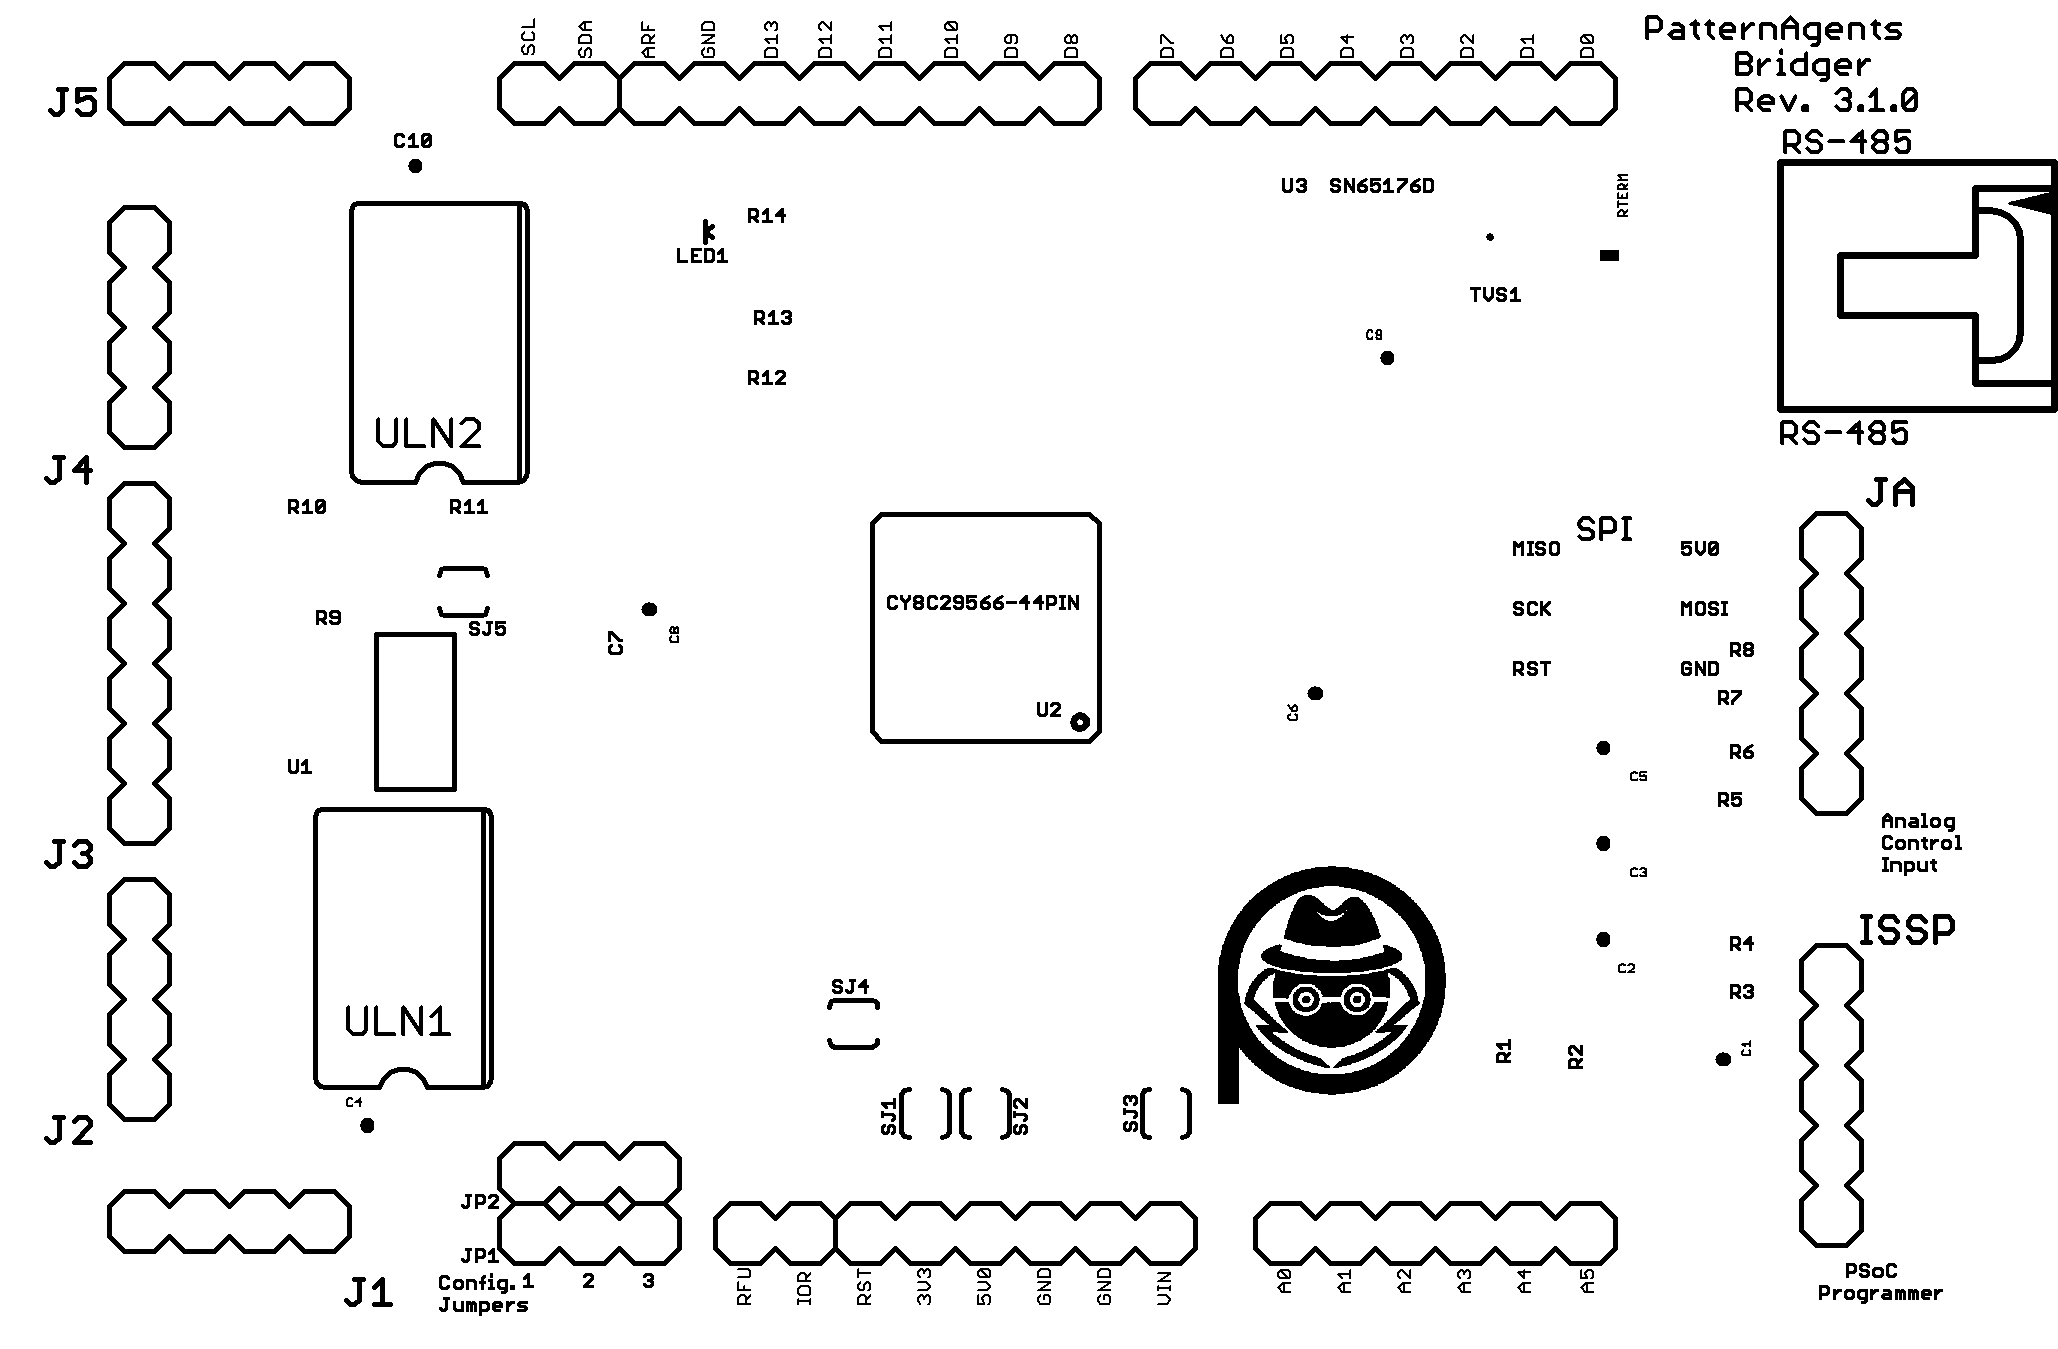 SCL
SDA
ARF
GND
D13
D12
D11
D10
D9
D8
D7
D6
D5
D4
D3
D2
D1
D0
PatternAgents
Bridger
Rev. 3.1.0
RS-485
J5
C10
U3 SN65176D
RTERM
R14
LED1
TVS1
R13
C9
R12
ULN2
RS-485
J4
R10
R11
JA
SPI
MISO
5V0
CY8C29566-44PIN
SCK
MOSI
R9
SJ5
C7
C8
R8
RST
GND
R7
U2
C6
R6
U1
C5
R5
Analog
Control
Input
J3
C3
ISSP
R4
C2
SJ4
R3
ULN1
R1
R2
C1
C4
SJ1
SJ2
SJ3
J2
JP2
JP1
Config. 1 2 3
Jumpers
J1
RFU
IOR
RST
3V3
5V0
GND
GND
VIN
A0
A1
A2
A3
A4
A5
PSoC
Programmer